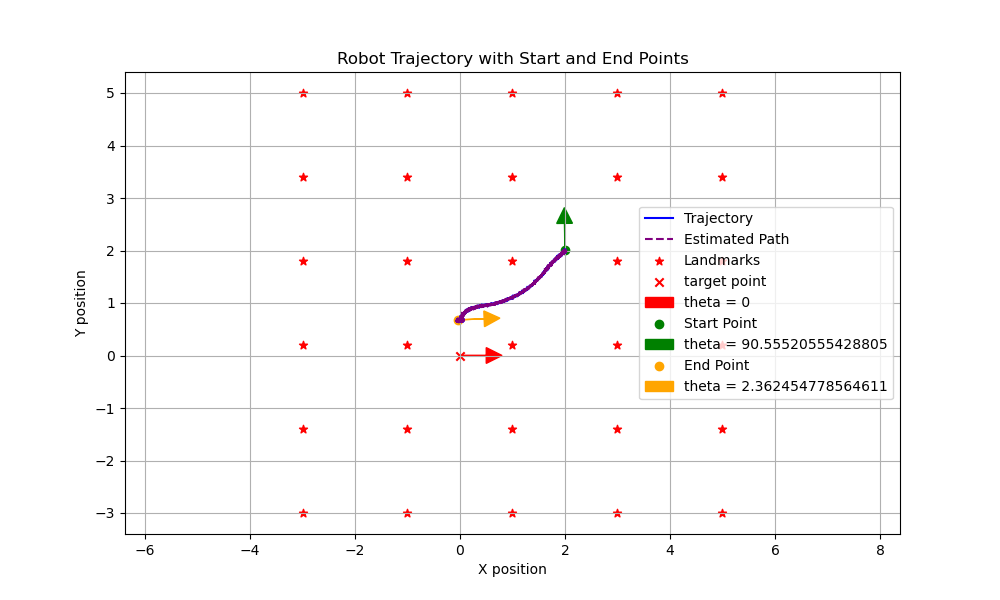 Robot Trajectory with Start and End Points
Y position
5
4
3
2
1
0
−1
−2
−3
Trajectory
Estimated Path
Landmarks
target point
theta = 0
Start Point
theta = 90.55520555428805
End Point
theta = 2.362454778564611
−6
−4
−2
0
2
4
6
8
X position